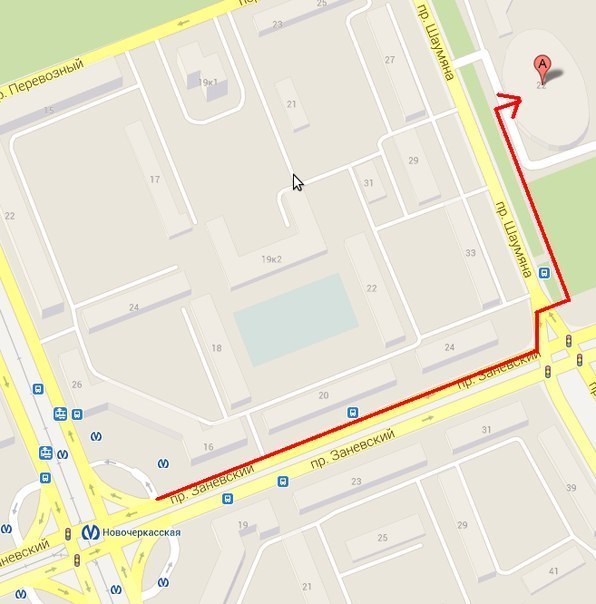 пр. Шаумяна
23
25
27
A
22
р. Перевозный
19к1
21
15
17
29
31
22
пр. Шаумяна
33
19к2
22
24
18
24
пр. Заневский
26
20
16
31
пр. Заневский
пр. Заневский
23
39
Новочеркасская
19
29
25
аневский
21
41